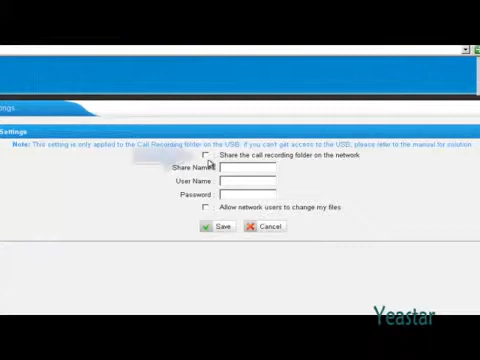 ngs
Settings
Note: This setting is only applied to the Call Recording folder on the USB. If you can't get access to the USB, please refer to the manual for solution
: Share the call recording folder on the network
Share Name :
User Name :
Password :
: Allow network users to change my files
Save Cancel
Yeastar